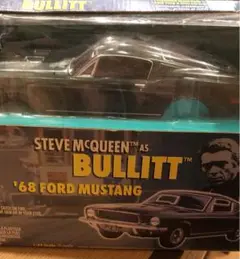 BULLITT
STEVE McQUEEN™ AS
BULLITT™
'68 FORD MUSTANG